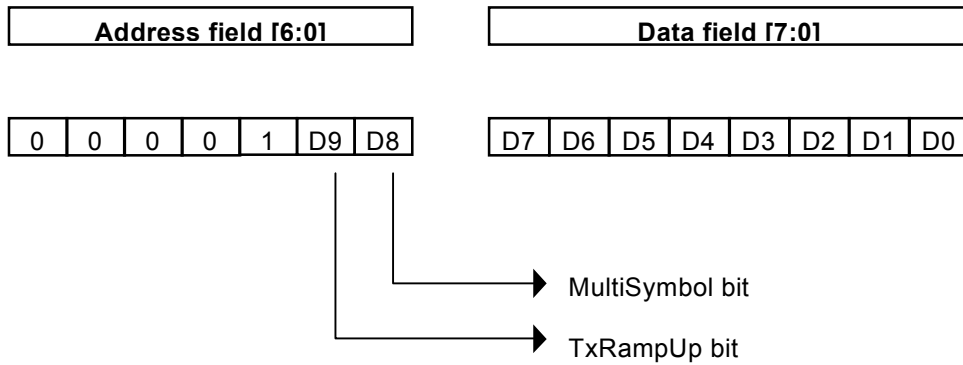 Address field [6:0]
Data field [7:0]
0 0 0 0 1 D9 D8
D7 D6 D5 D4 D3 D2 D1 D0
MultiSymbol bit
TxRampUp bit